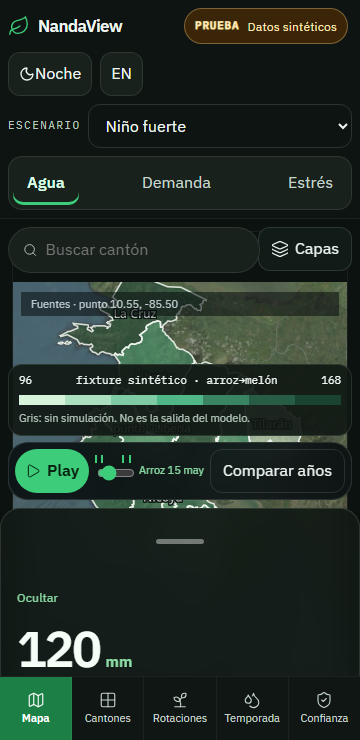 NandaView
PRUEBA Datos sintéticos
Noche
EN
ESCENARIO
Niño fuerte
Agua
Demanda
Estrés
Buscar cantón
Capas
Fuentes · punto 10.55, -85.50
La Cruz
96
fixture sintético · arroz→melón
168
Gris: sin simulación. No es la salida del modelo.
Play
Arroz 15 may
Comparar años
Nicoya
Ocultar
120 mm
Mapa
Cantones
Rotaciones
Temporada
Confianza